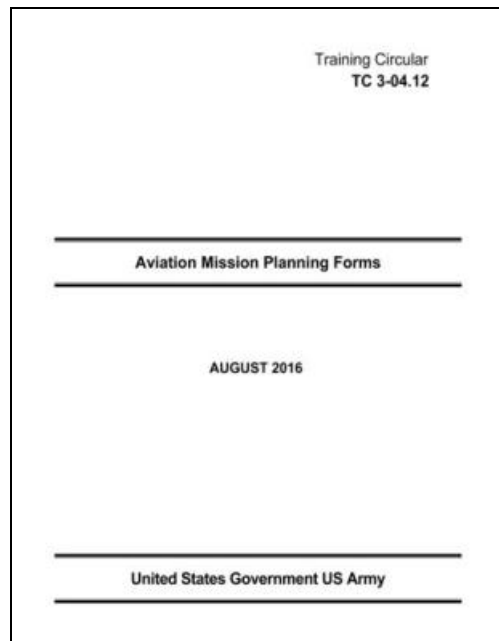 Training Circular
TC 3-04.12
Aviation Mission Planning Forms
AUGUST 2016
United States Government US Army